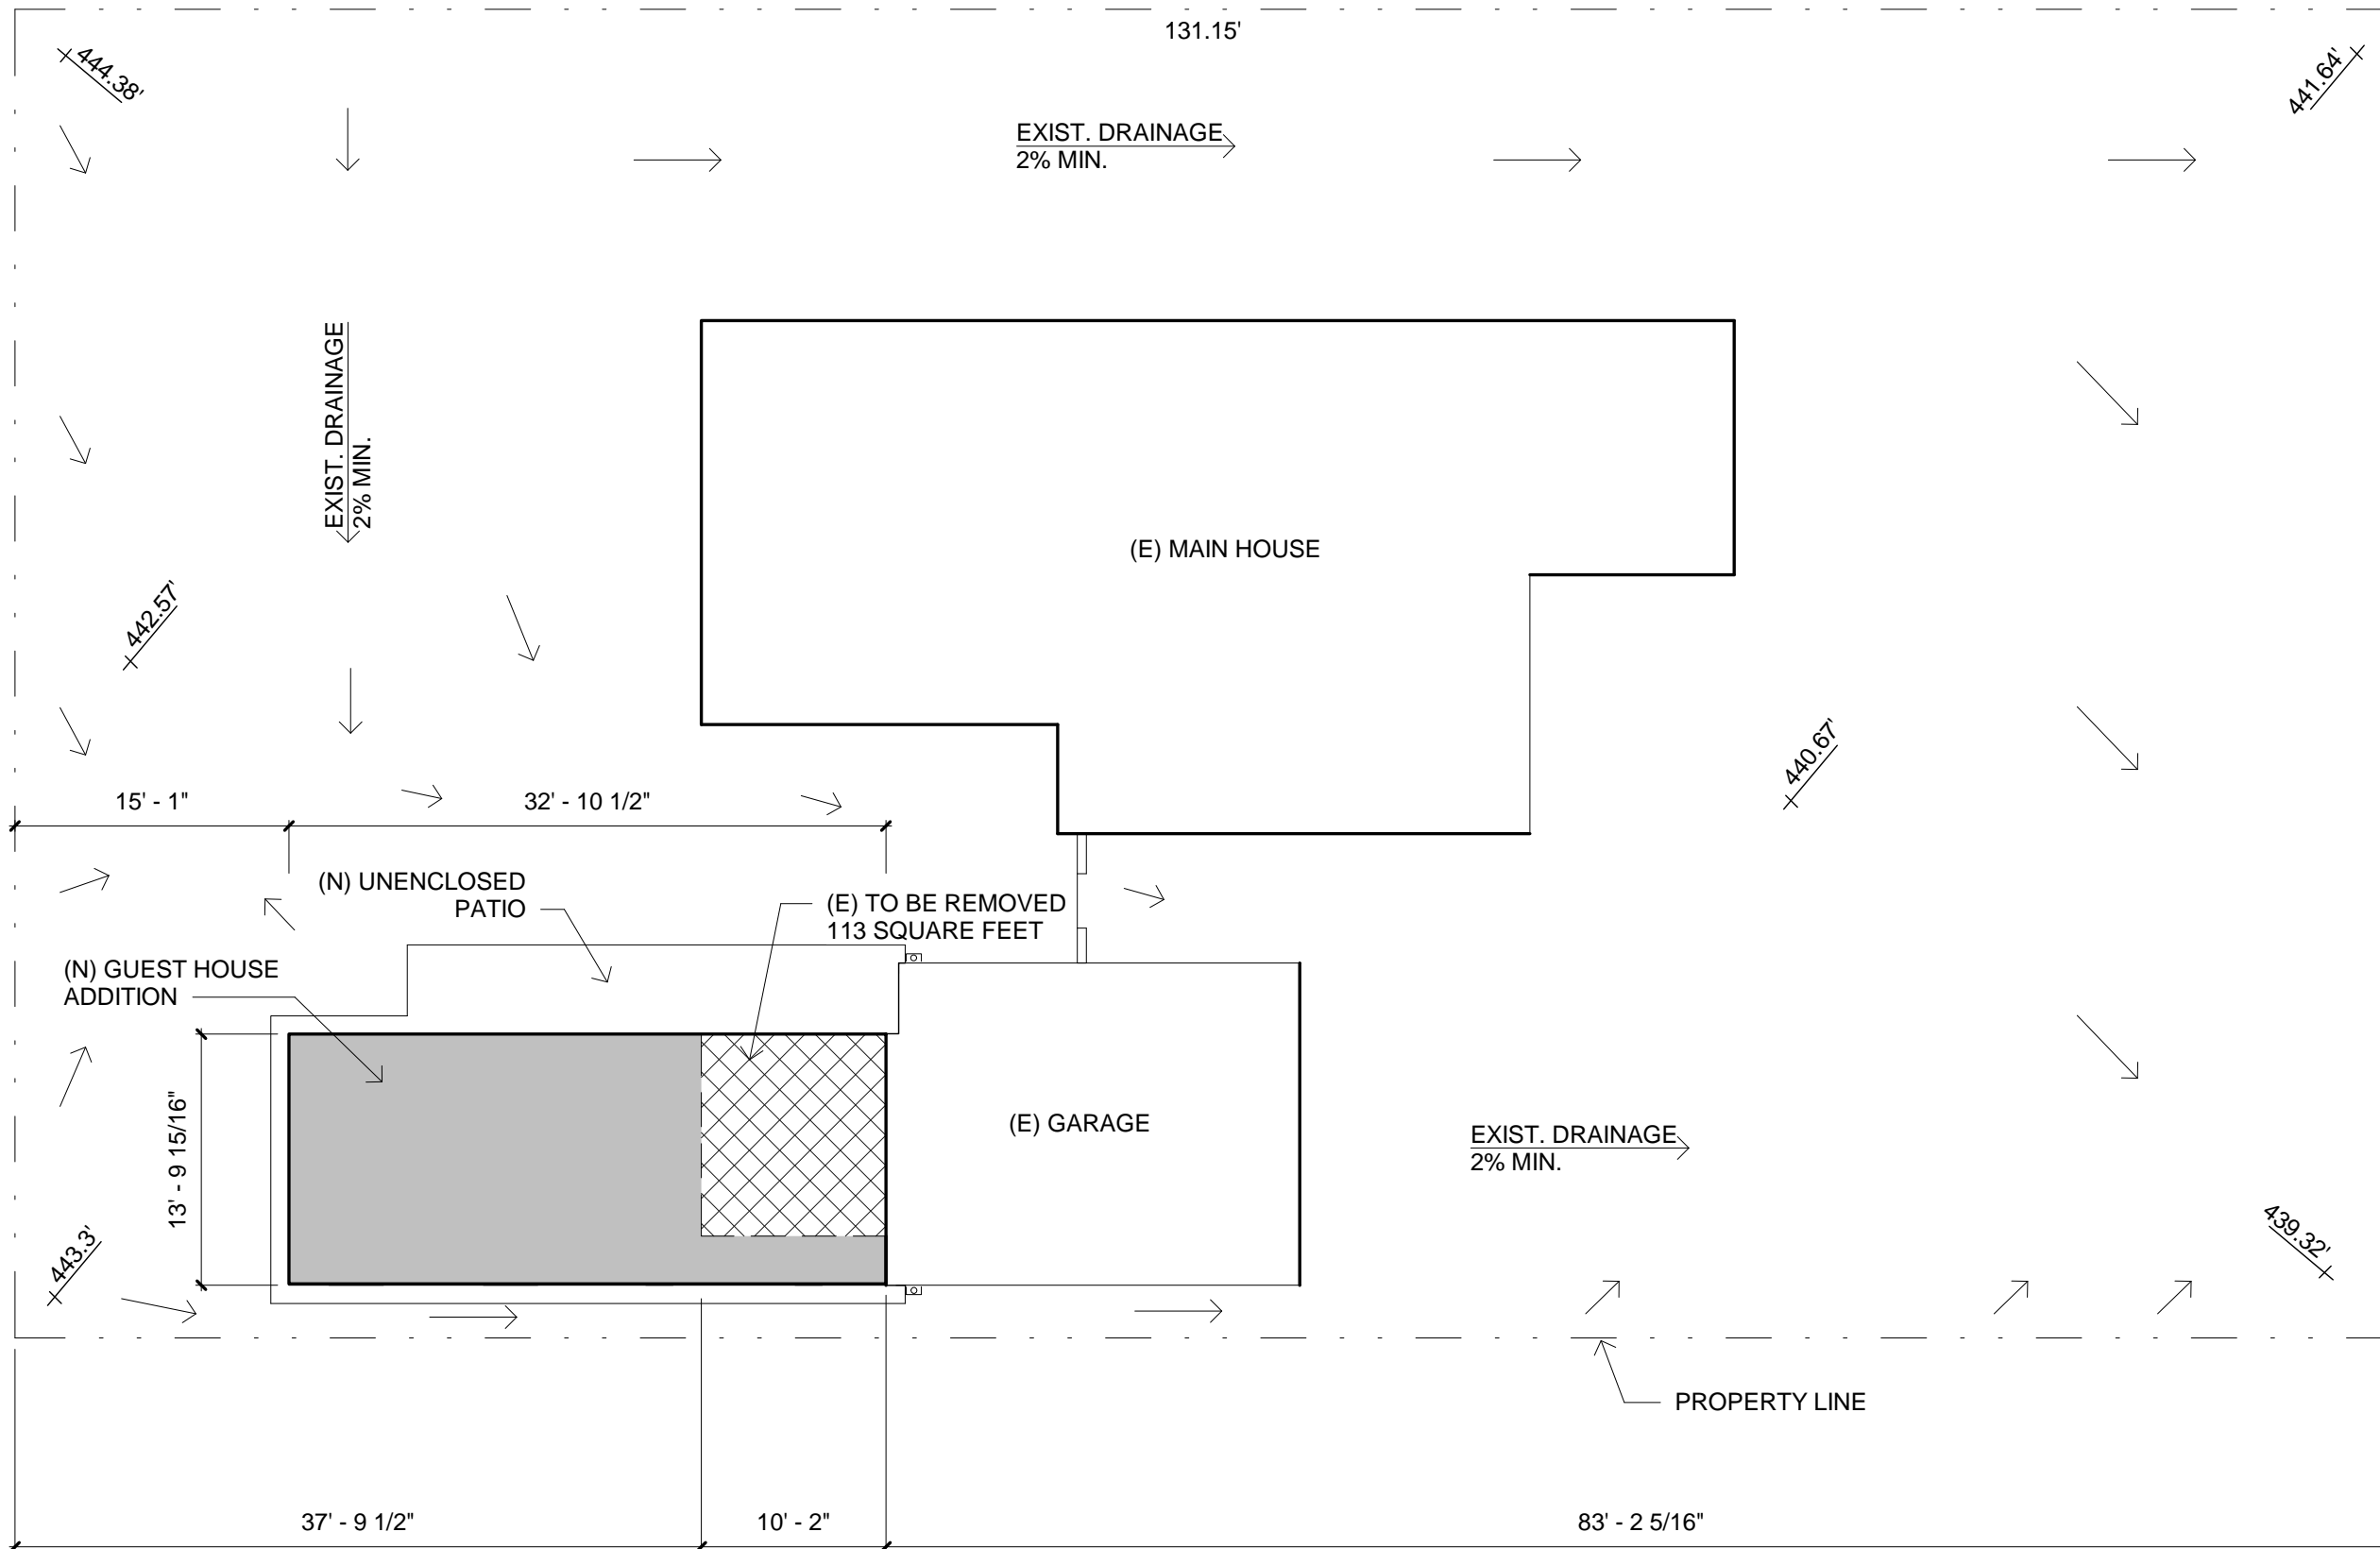 131.15'
444.38'
441.64'
EXIST. DRAINAGE
2% MIN.
EXIST. DRAINAGE
2% MIN.
(E) MAIN HOUSE
442.57'
440.67'
15' - 1"
32' - 10 1/2"
(N) UNENCLOSED
PATIO
(E) TO BE REMOVED
113 SQUARE FEET
(N) GUEST HOUSE
ADDITION
13' - 9 15/16"
(E) GARAGE
EXIST. DRAINAGE
2% MIN.
443.3'
439.32'
PROPERTY LINE
37' - 9 1/2"
10' - 2"
83' - 2 5/16"